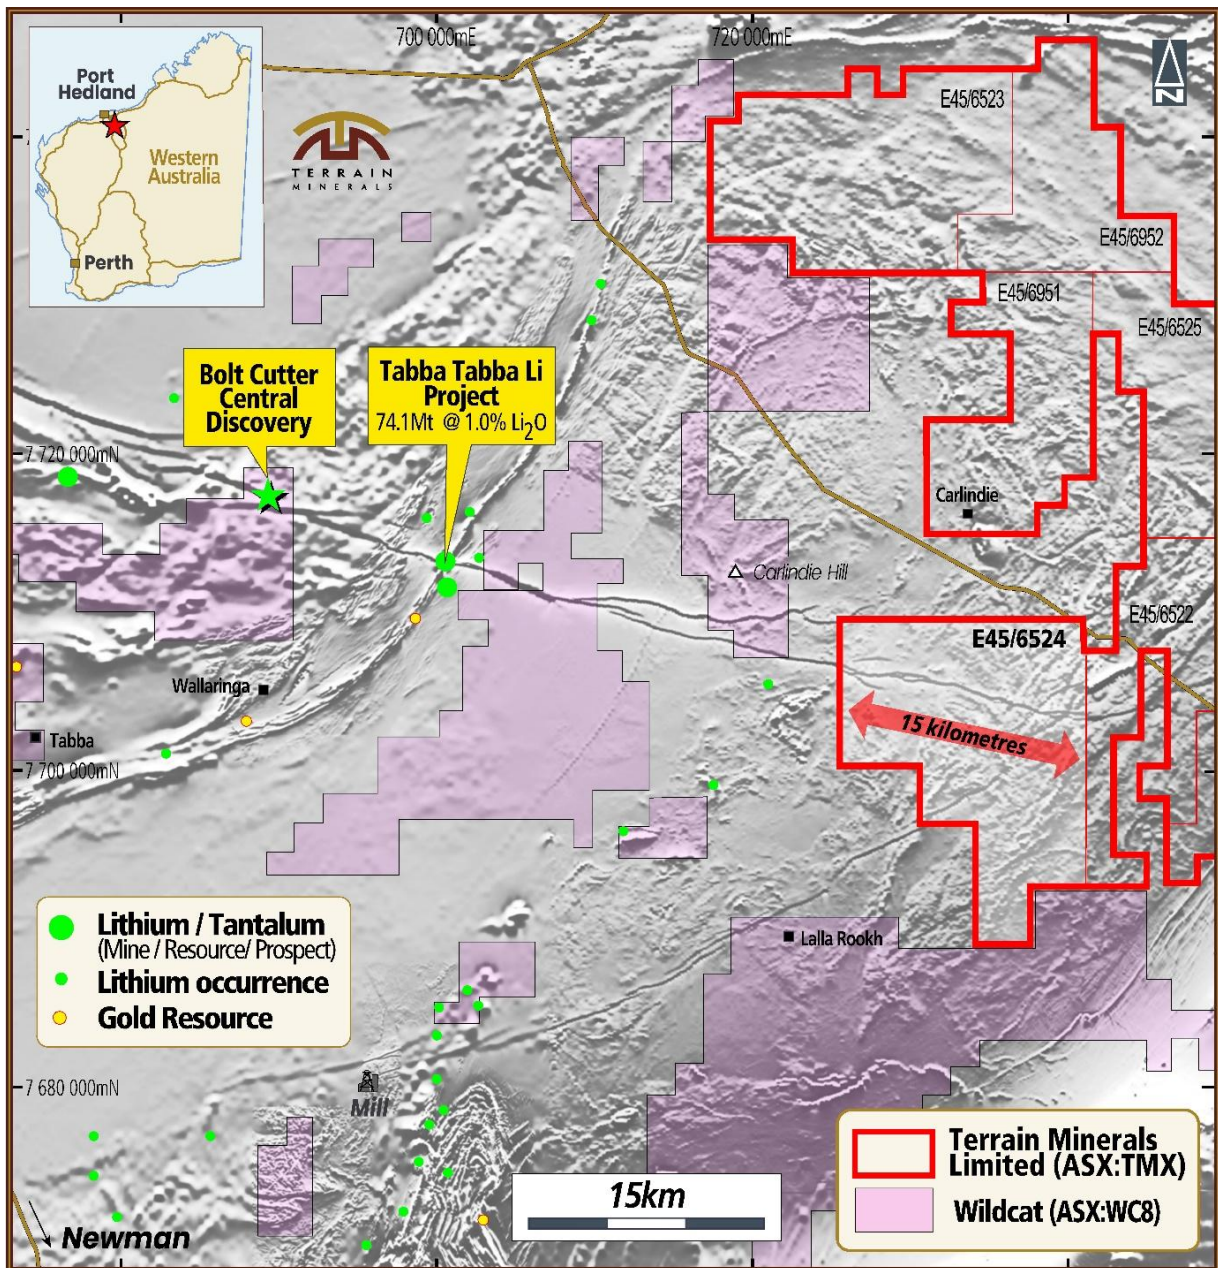 700 000mE
720 000mE
Port
Hedland
Western
Australia
Perth
TERRAIN
MINERALS
N
E45/6523
E45/6952
E45/6951
E45/6525
Bolt Cutter
Central
Discovery
Tabba Tabba Li
Project
74.1Mt @ 1.0% Li₂O
7 720 000mN
Carlindie
Carlindie Hill
E45/6522
E45/6524
Wallaringa
Tabba
15 kilometres
7 700 000mN
Lithium / Tantalum
(Mine / Resource/ Prospect)
Lithium occurrence
Gold Resource
Lalla Rookh
7 680 000mN
Mill
Newman
15km
Terrain Minerals
Limited (ASX:TMX)
Wildcat (ASX:WC8)